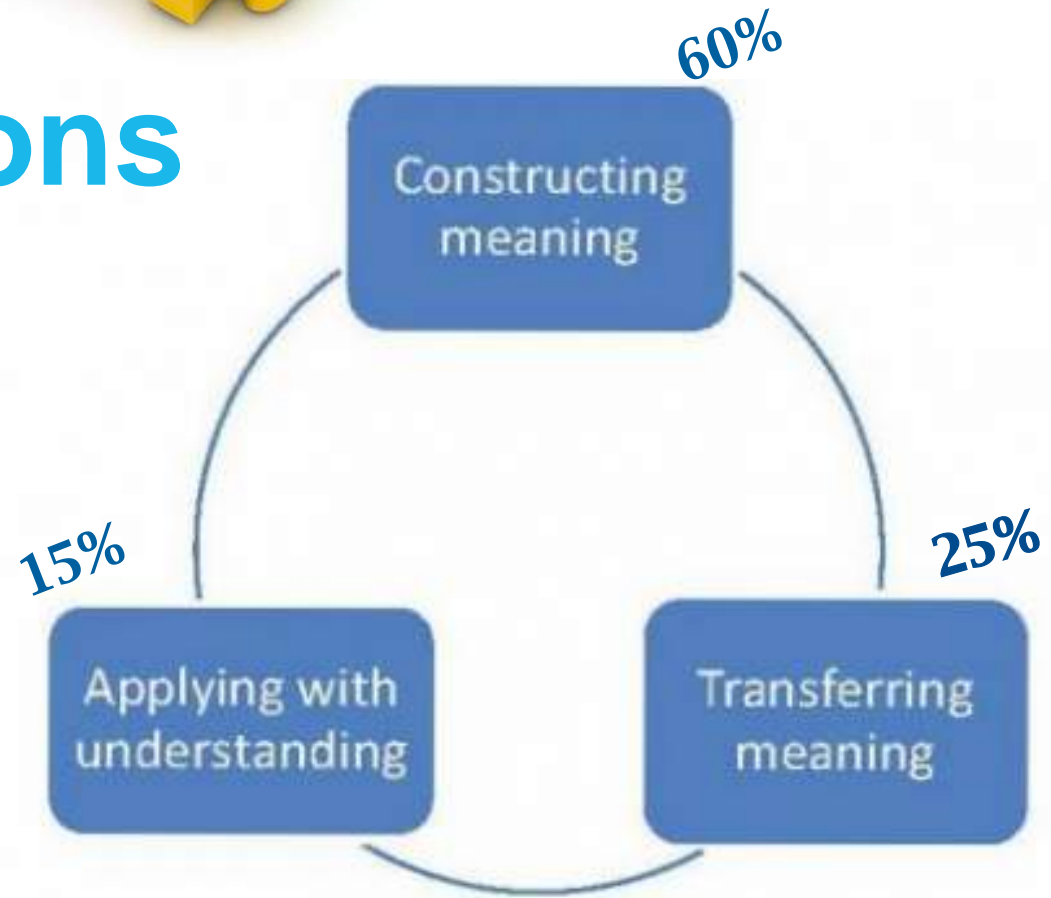 60%
ons
Constructing
meaning
15%
25%
Applying with
understanding
Transferring
meaning